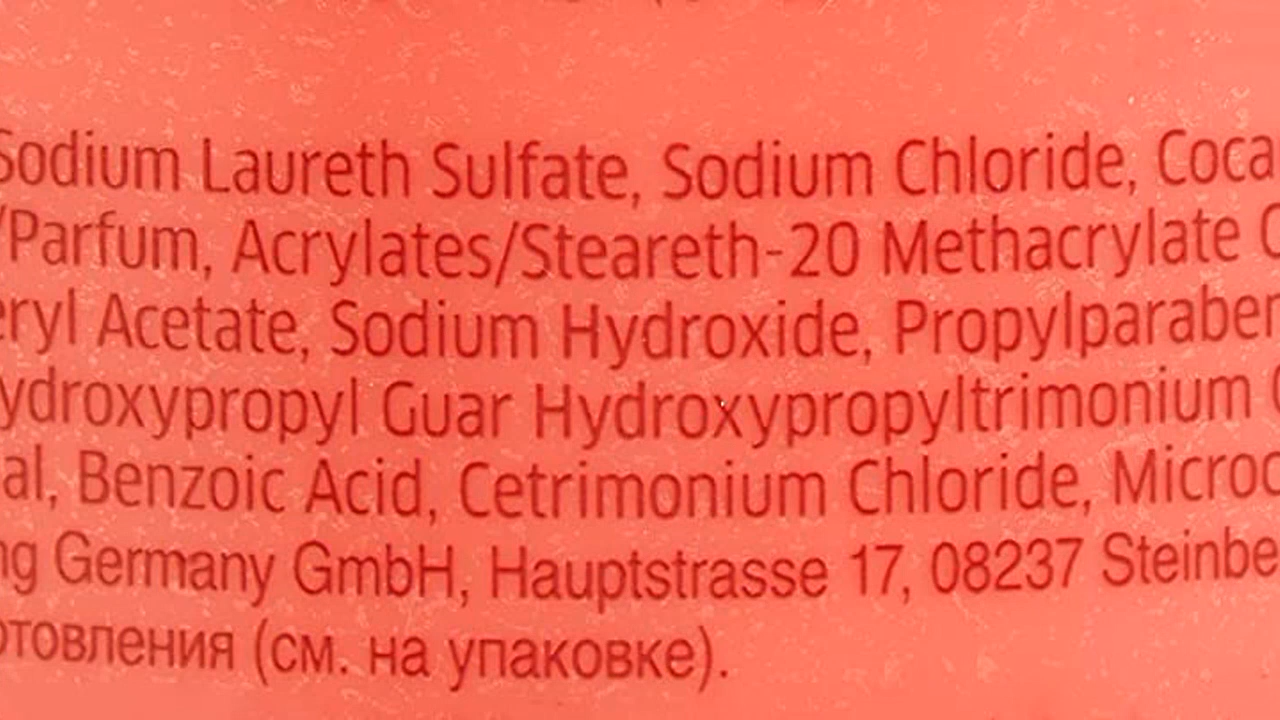 Sodium Laureth Sulfate, Sodium Chloride, Coca
/Parfum, Acrylates/Steareth-20 Methacrylate C
eryl Acetate, Sodium Hydroxide, Propylparaben
ydroxypropyl Guar Hydroxypropyltrimonium C
al, Benzoic Acid, Cetrimonium Chloride, Microc
ng Germany GmbH, Hauptstrasse 17, 08237 Steinbe
отовления (см. на упаковке).